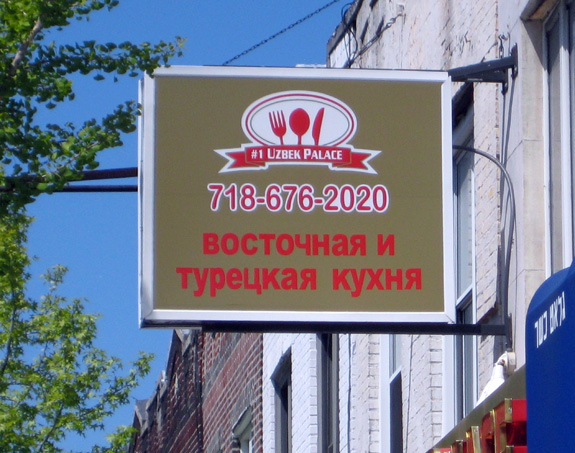 #1 UZBEK PALACE
718-676-2020
ВОСТОЧНАЯ И
ТУРЕЦКАЯ КУХНЯ